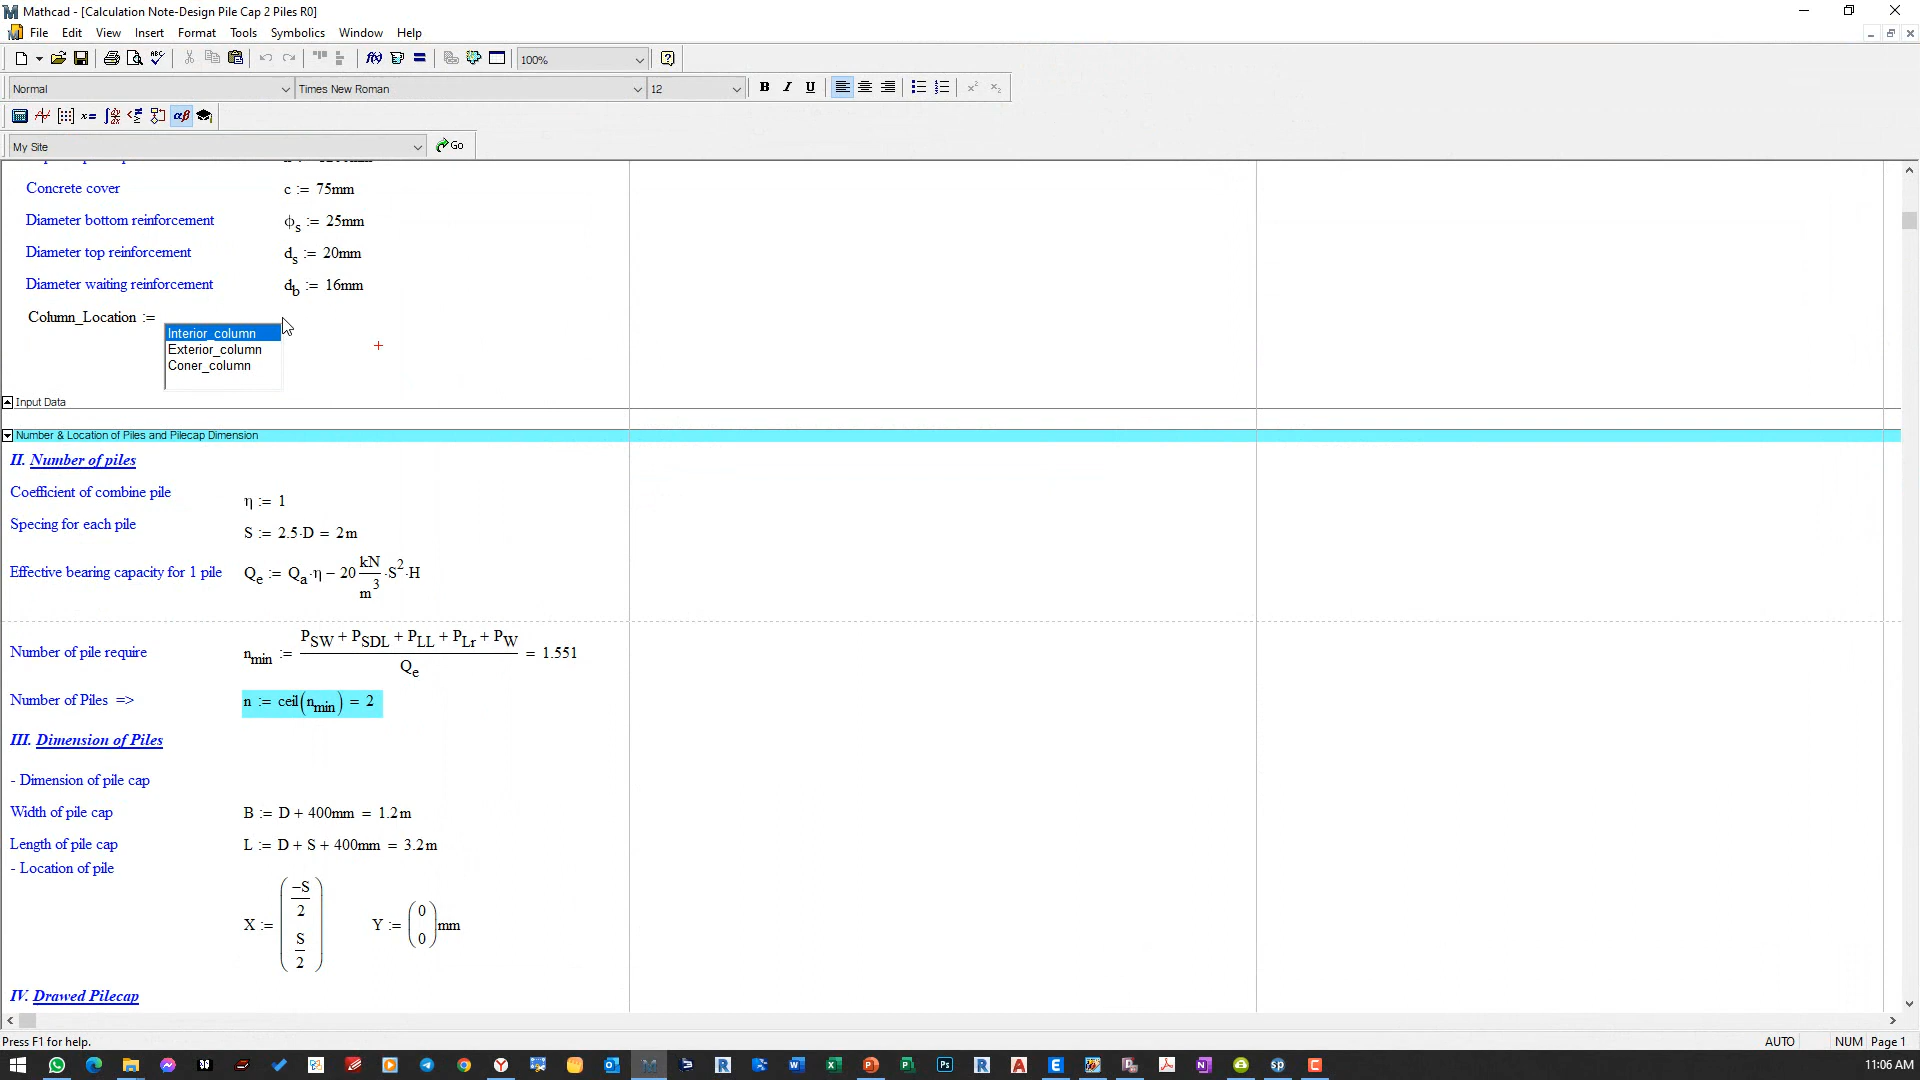 Mathcad - [Calculation Note-Design Pile Cap 2 Piles R0]
File Edit View Insert Format Tools Symbolics Window Help
100%
Normal Times New Roman 12 B I U
My Site Go
Concrete cover c := 75mm
Diameter bottom reinforcement ϕs := 25mm
Diameter top reinforcement ds := 20mm
Diameter waiting reinforcement db := 16mm
Column_Location :=
Interior_column
Exterior_column
Coner_column
Input Data
Number & Location of Piles and Pilecap Dimension
II. Number of piles
Coefficient of combine pile η := 1
Specing for each pile S := 2.5·D = 2m
Effective bearing capacity for 1 pile Qe := Qa·η − 20 kN/m³·S²·H
Number of pile require nmin := (PSW + PSDL + PLL + PLr + PW)/Qe = 1.551
Number of Piles => n := ceil(nmin) = 2
III. Dimension of Piles
- Dimension of pile cap
Width of pile cap B := D + 400mm = 1.2m
Length of pile cap L := D + S + 400mm = 3.2m
- Location of pile
X := (−S/2 S/2) Y := (0 0) mm
IV. Drawed Pilecap
Press F1 for help. AUTO NUM Page 1
11:06 AM